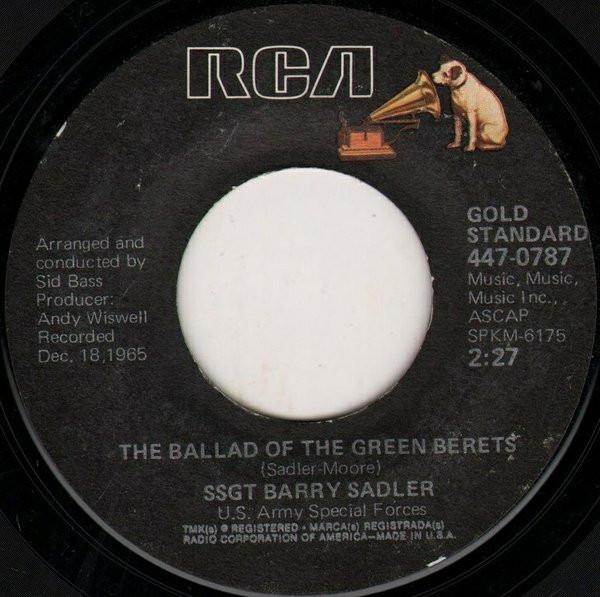 RCA
Arranged and
conducted by
Sid Bass
Producer:
Andy Wiswell
Recorded
Dec. 18, 1965
GOLD
STANDARD
447-0787
Music, Music,
Music Inc.,
ASCAP
SPKM-6175
2:27
THE BALLAD OF THE GREEN BERETS
(Sadler-Moore)
SSGT BARRY SADLER
U.S. Army Special Forces
TMK(s) ® REGISTERED • MARCA(s) REGISTRADA(s)
RADIO CORPORATION OF AMERICA—MADE IN U.S.A.